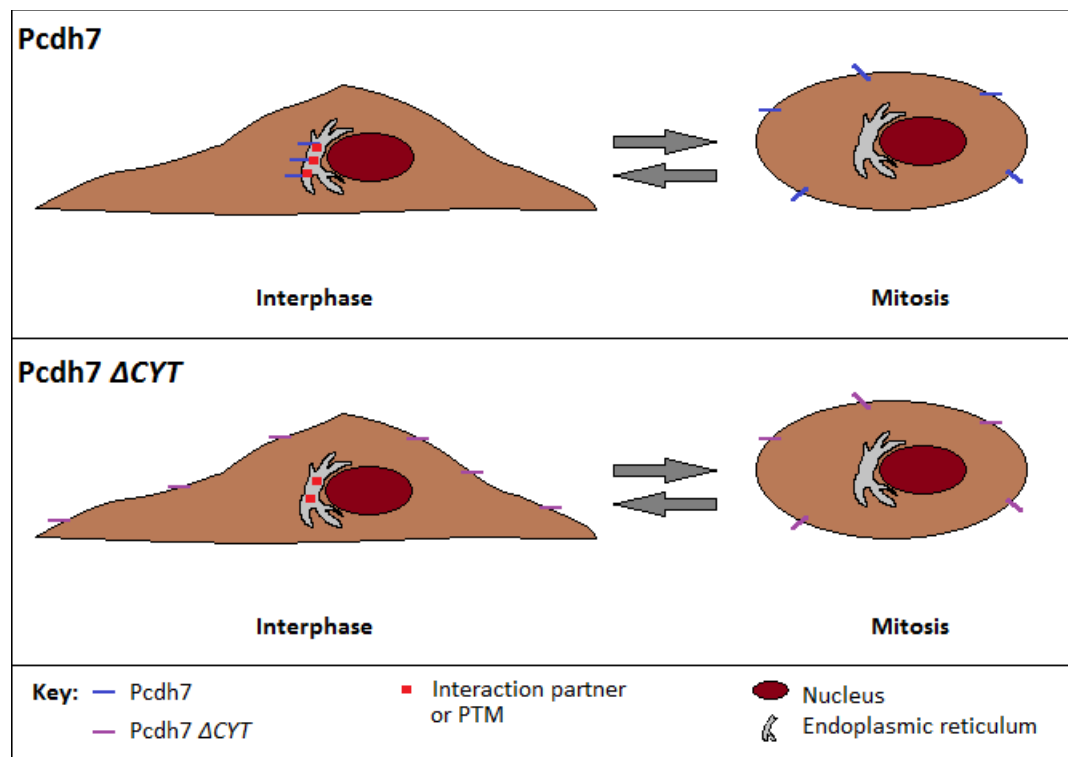 Pcdh7
Interphase
Mitosis
Pcdh7 ΔCYT
Interphase
Mitosis
Key:
Pcdh7
Pcdh7 ΔCYT
Interaction partner
or PTM
Nucleus
Endoplasmic reticulum